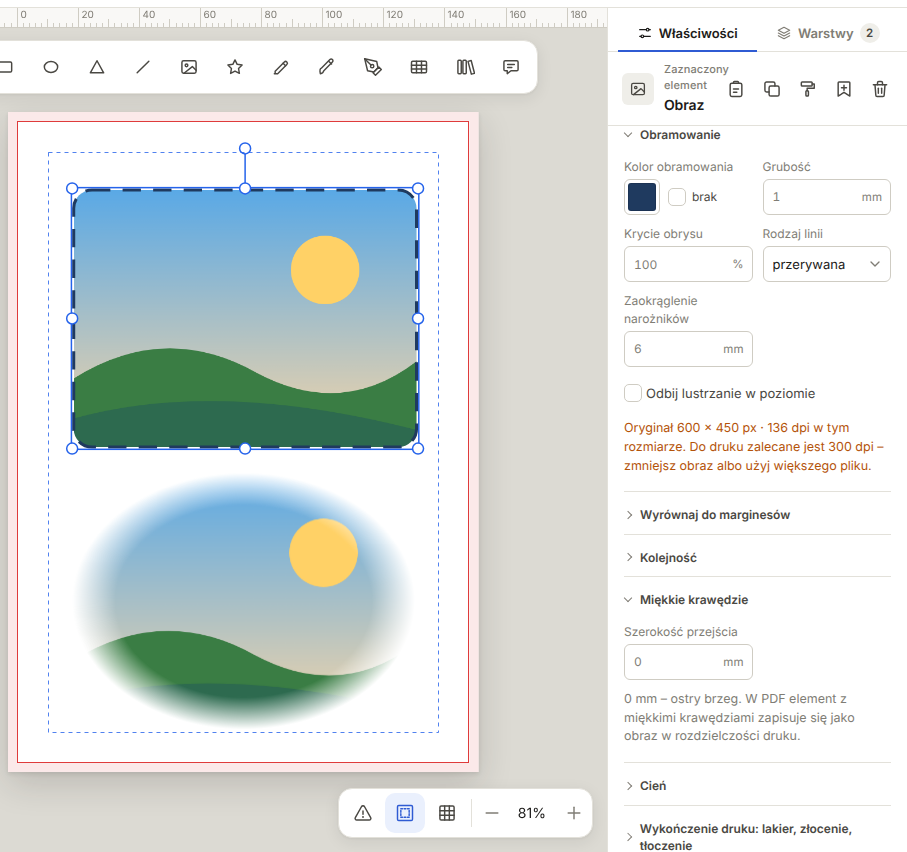 0 20 40 60 80 100 120 140 160 180
Właściwości
Warstwy 2
Zaznaczony
element
Obraz
Obramowanie
Kolor obramowania Grubość
brak 1 mm
Krycie obrysu Rodzaj linii
100 % przerywana
Zaokrąglenie
narożników
6 mm
Odbij lustrzanie w poziomie
Oryginał 600 × 450 px · 136 dpi w tym
rozmiarze. Do druku zalecane jest 300 dpi –
zmniejsz obraz albo użyj większego pliku.
Wyrównaj do marginesów
Kolejność
Miękkie krawędzie
Szerokość przejścia
0 mm
0 mm – ostry brzeg. W PDF element z
miękkimi krawędziami zapisuje się jako
obraz w rozdzielczości druku.
Cień
81%
Wykończenie druku: lakier, złocenie,
tłoczenie